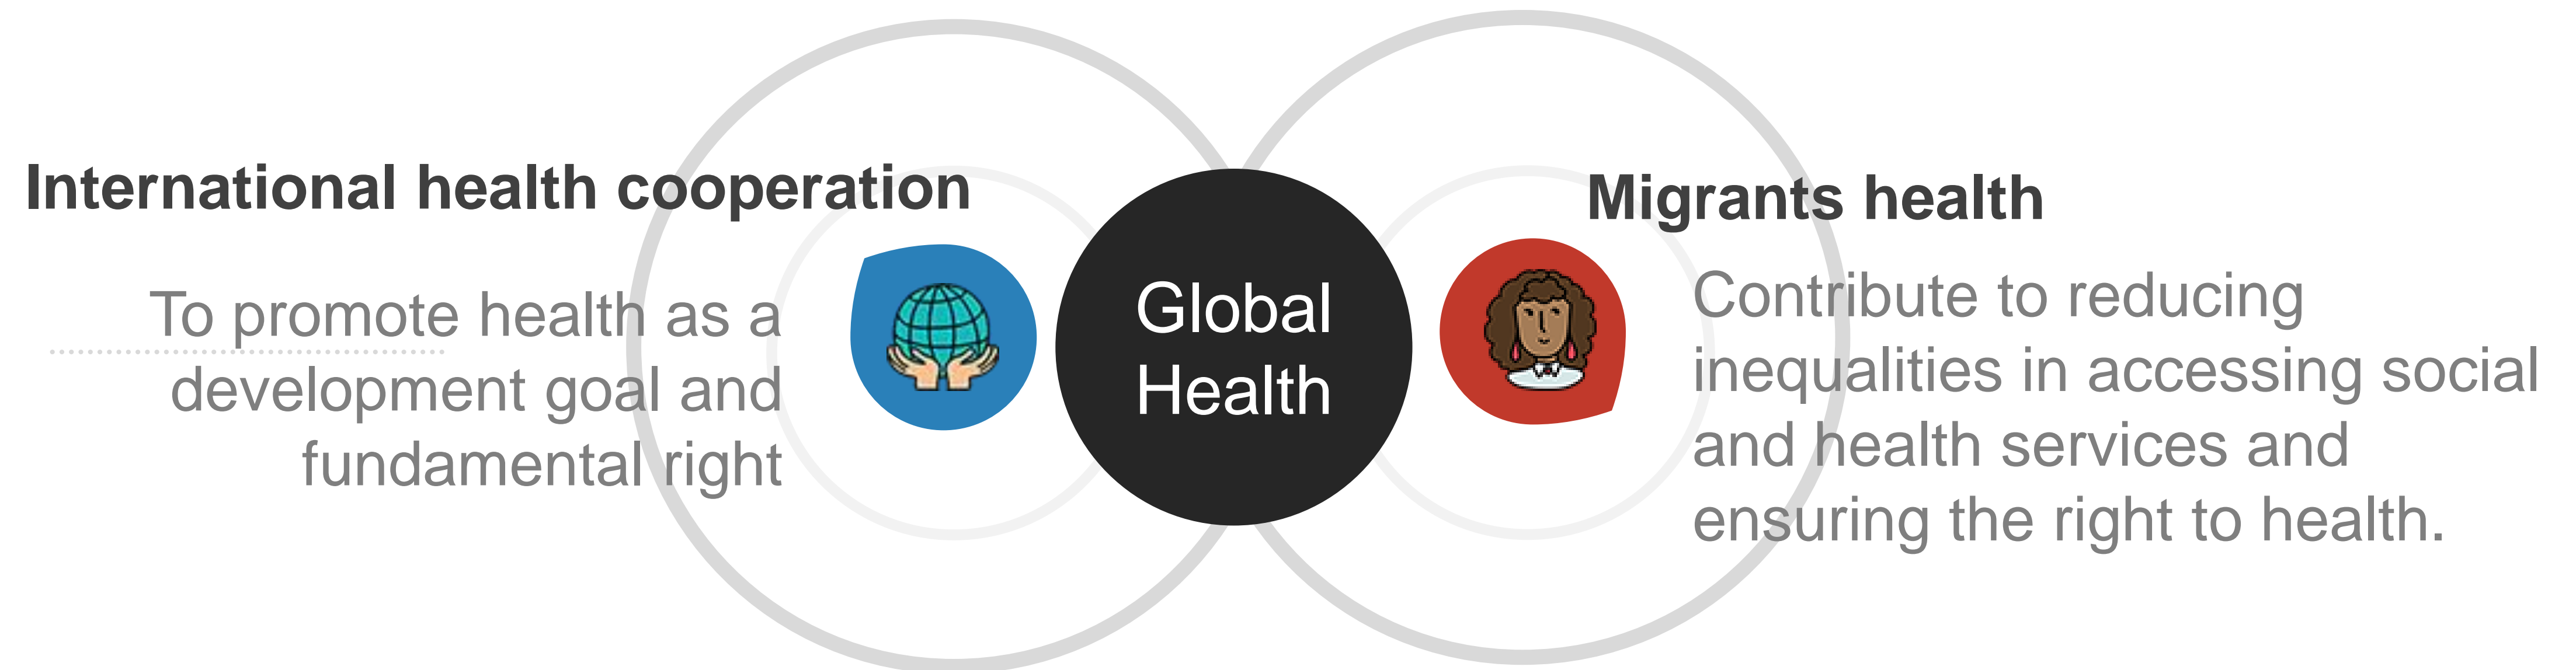 International health cooperation
To promote health as a
development goal and
fundamental right
Global
Health
Migrants health
Contribute to reducing
inequalities in accessing social
and health services and
ensuring the right to health.